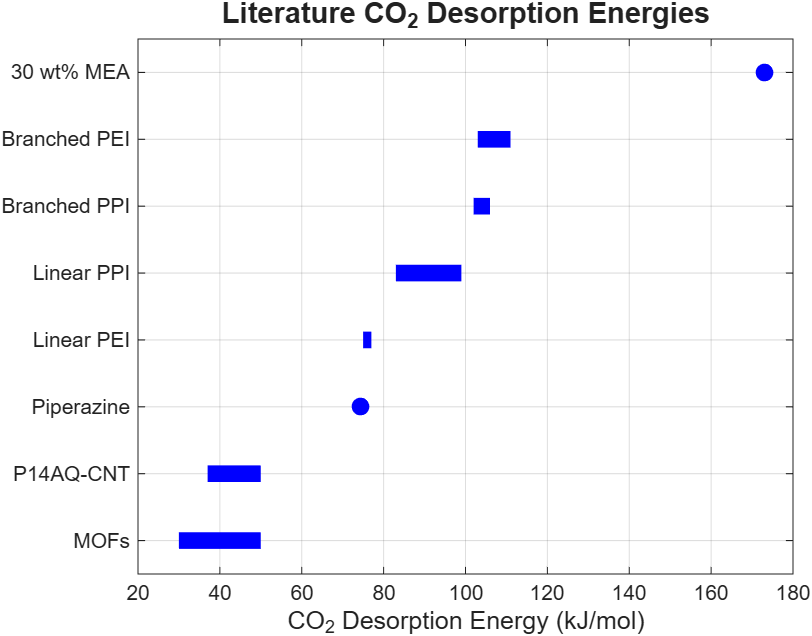 Literature CO₂ Desorption Energies
30 wt% MEA
Branched PEI
Branched PPI
Linear PPI
Linear PEI
Piperazine
P14AQ-CNT
MOFs
20 40 60 80 100 120 140 160 180
CO₂ Desorption Energy (kJ/mol)